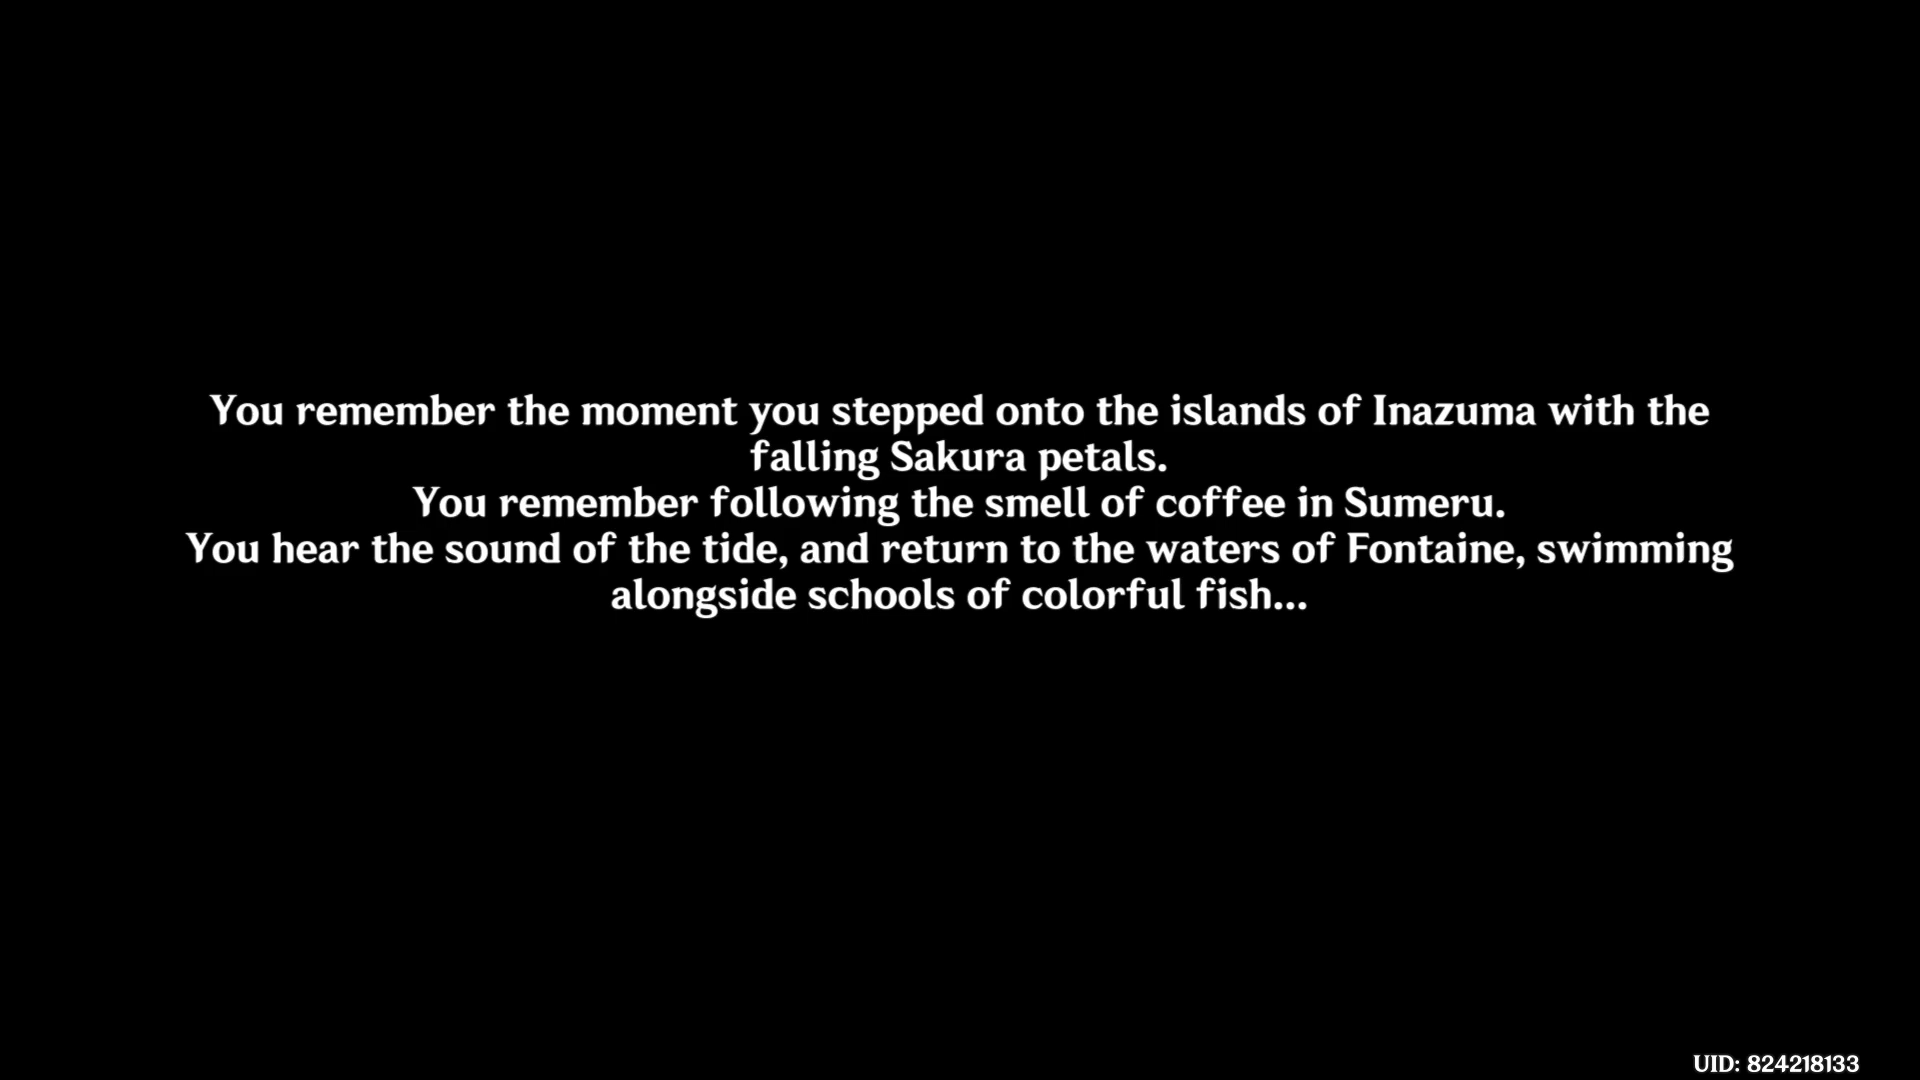 You remember the moment you stepped onto the islands of Inazuma with the
falling Sakura petals.
You remember following the smell of coffee in Sumeru.
You hear the sound of the tide, and return to the waters of Fontaine, swimming
alongside schools of colorful fish...
UID: 824218133